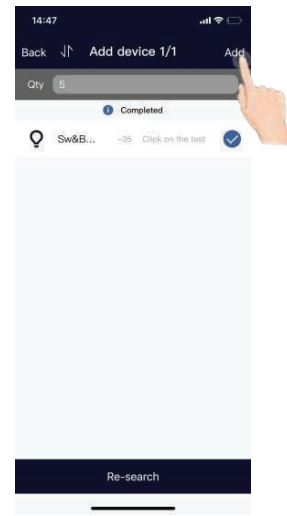 14:47
Back Add device 1/1 Add
Qty 5
Completed
Sw&B... -35 Click on the test
Re-search